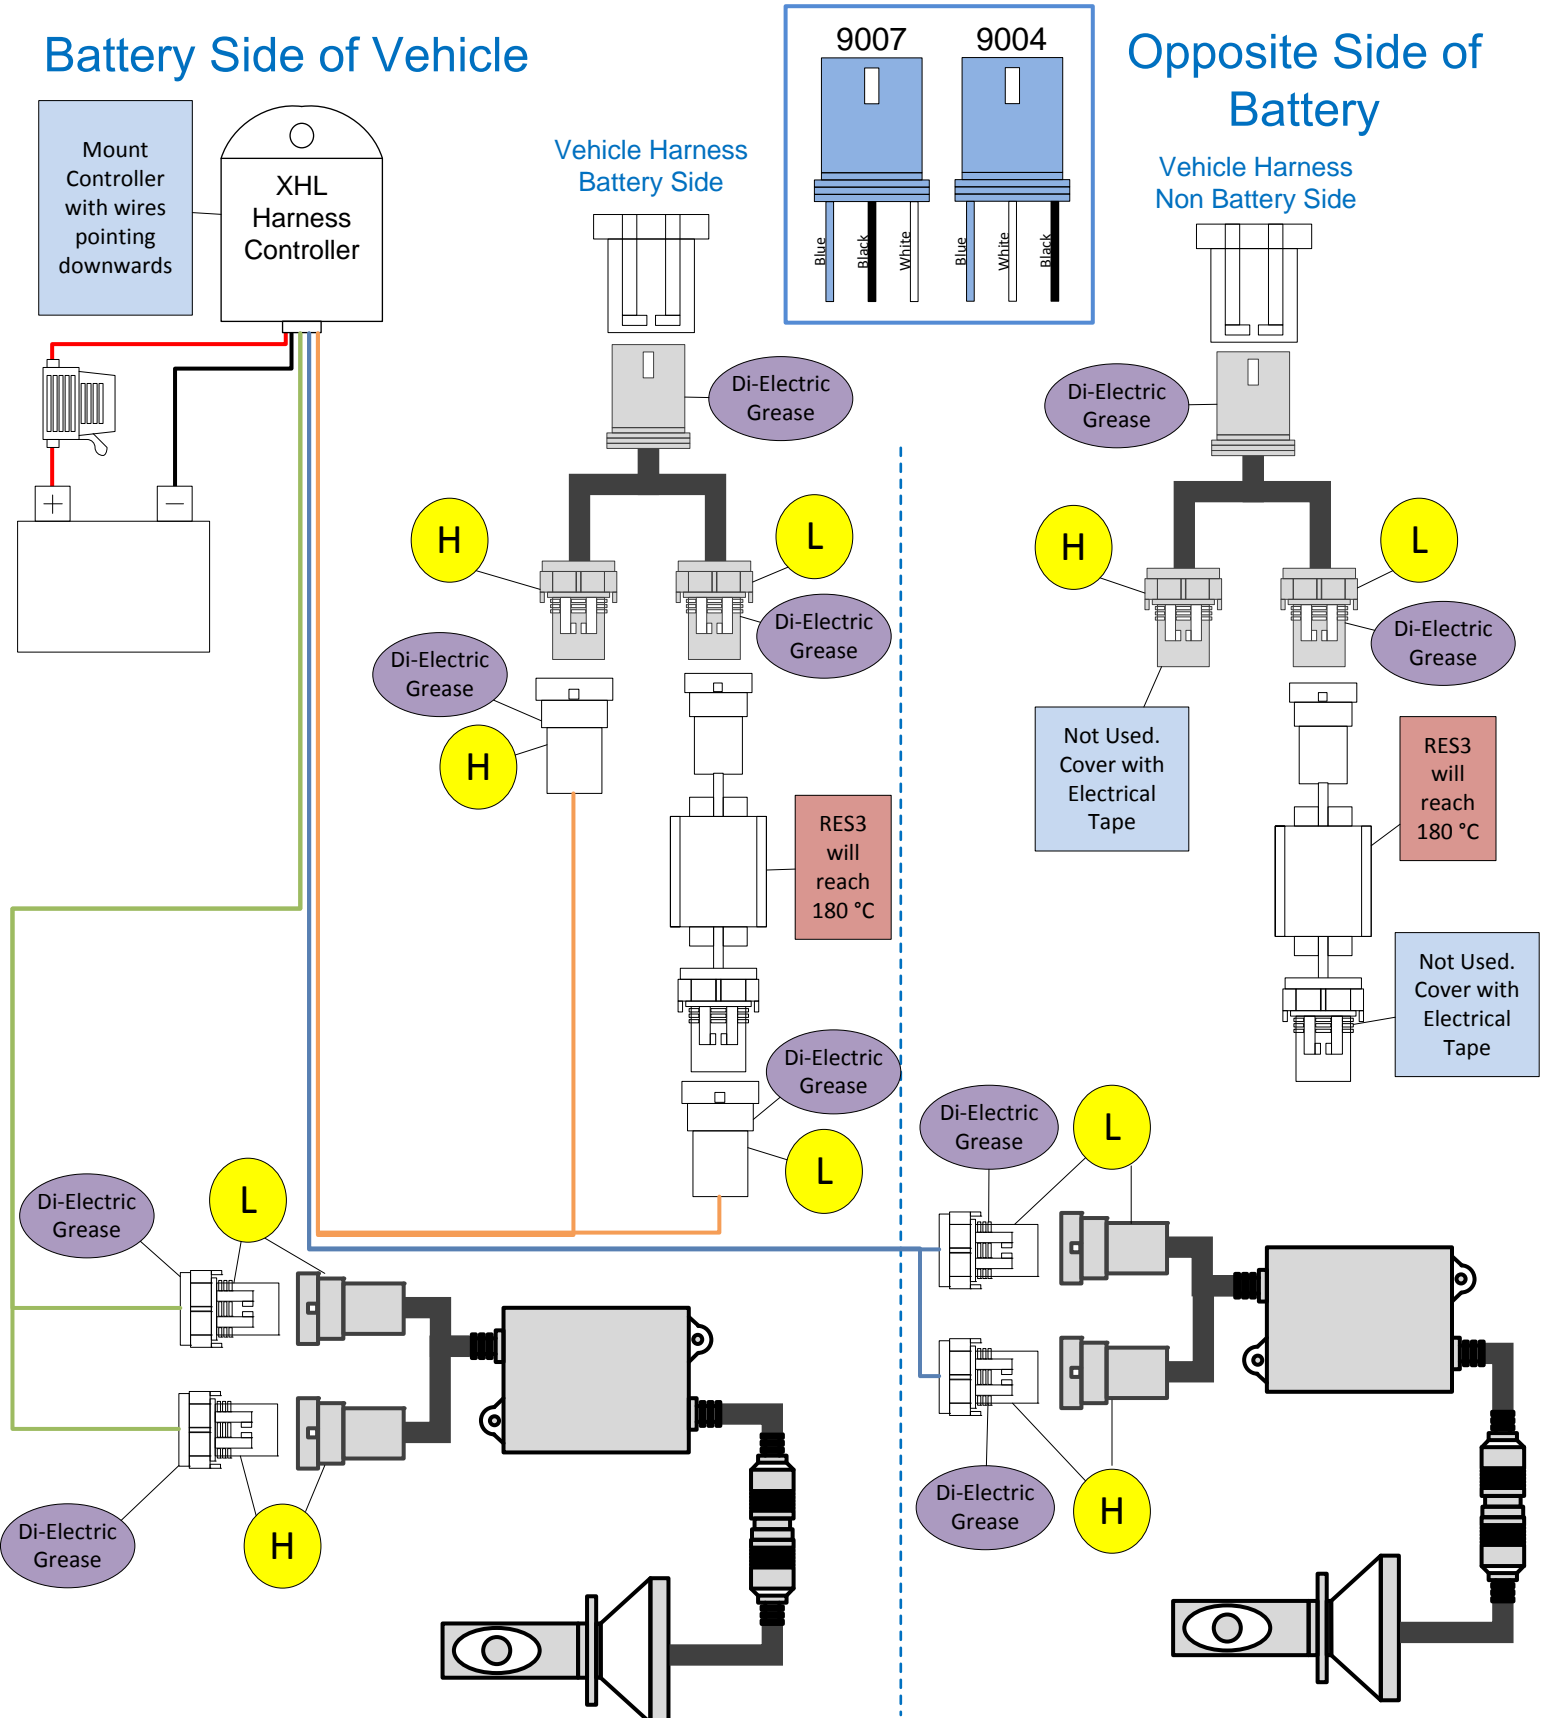 Battery Side of Vehicle
Opposite Side of
Battery
9007
9004
Blue
Black
White
Blue
White
Black
Mount
Controller
with wires
pointing
downwards
XHL
Harness
Controller
+
−
Vehicle Harness
Battery Side
Vehicle Harness
Non Battery Side
Di-Electric
Grease
H
L
Di-Electric
Grease
Di-Electric
Grease
H
RES3
will
reach
180 °C
Di-Electric
Grease
L
Di-Electric
Grease
H
L
Di-Electric
Grease
Not Used.
Cover with
Electrical
Tape
RES3
will
reach
180 °C
Not Used.
Cover with
Electrical
Tape
Di-Electric
Grease
L
Di-Electric
Grease
H
Di-Electric
Grease
L
Di-Electric
Grease
H